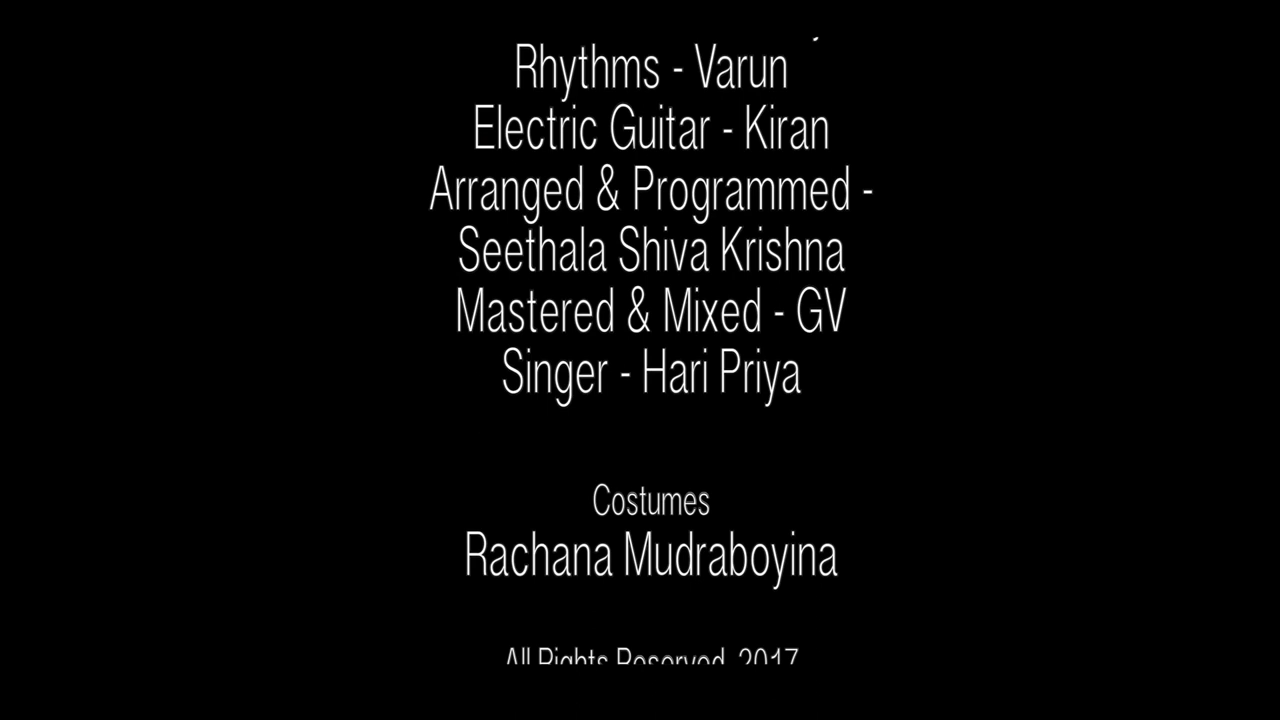 Rhythms - Varun
Electric Guitar - Kiran
Arranged & Programmed -
Seethala Shiva Krishna
Mastered & Mixed - GV
Singer - Hari Priya
Costumes
Rachana Mudraboyina
All Rights Reserved, 2017